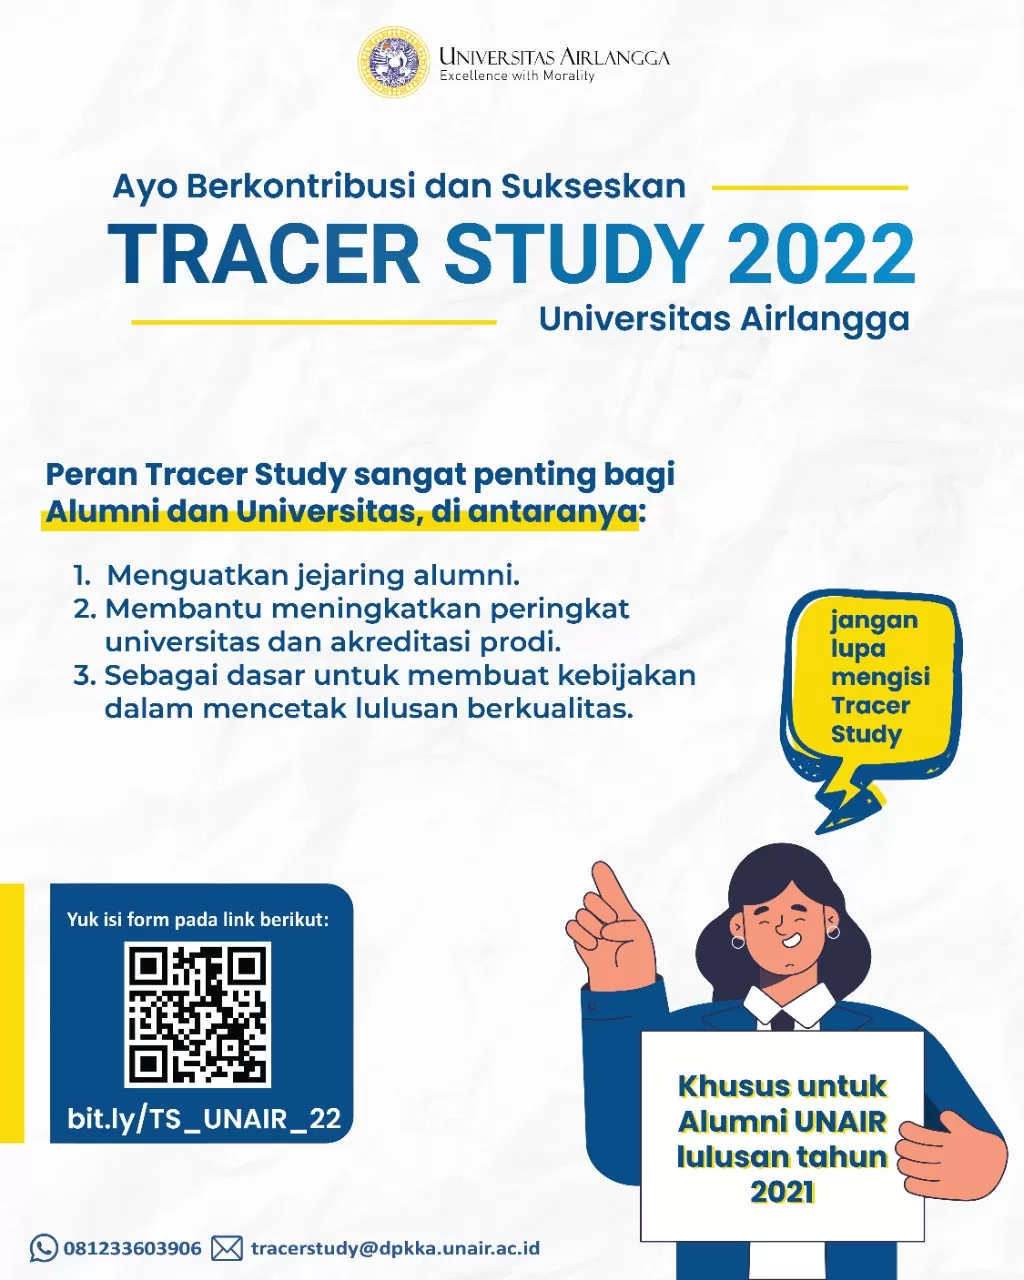 UNIVERSITAS AIRLANGGA
Excellence with Morality
Ayo Berkontribusi dan Sukseskan
TRACER STUDY 2022
Universitas Airlangga
Peran Tracer Study sangat penting bagi
Alumni dan Universitas, di antaranya:
1. Menguatkan jejaring alumni.
2. Membantu meningkatkan peringkat
universitas dan akreditasi prodi.
3. Sebagai dasar untuk membuat kebijakan
dalam mencetak lulusan berkualitas.
jangan
lupa
mengisi
Tracer
Study
Yuk isi form pada link berikut:
bit.ly/TS_UNAIR_22
Khusus untuk
Alumni UNAIR
lulusan tahun
2021
081233603906 tracerstudy@dpkka.unair.ac.id